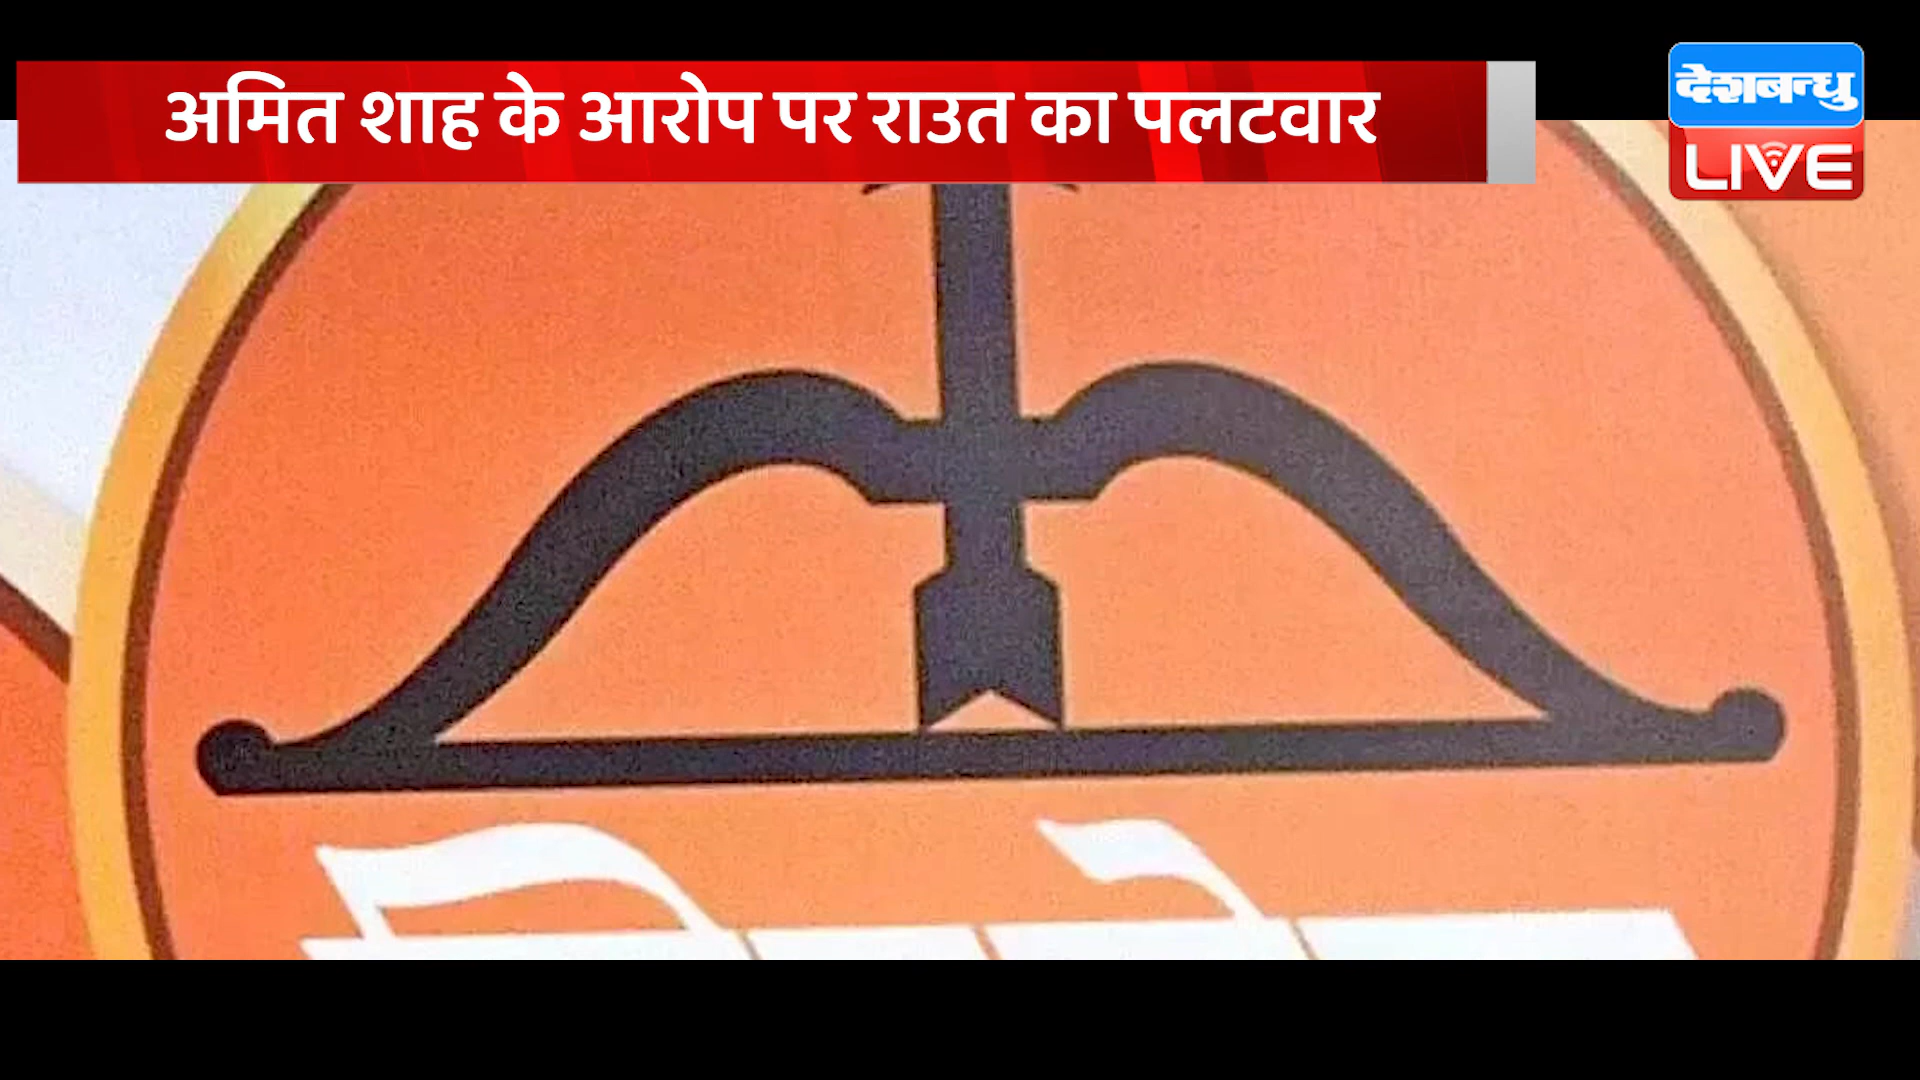 अमित शाह के आरोप पर राउत का पलटवार
देशबन्धु
LIVE